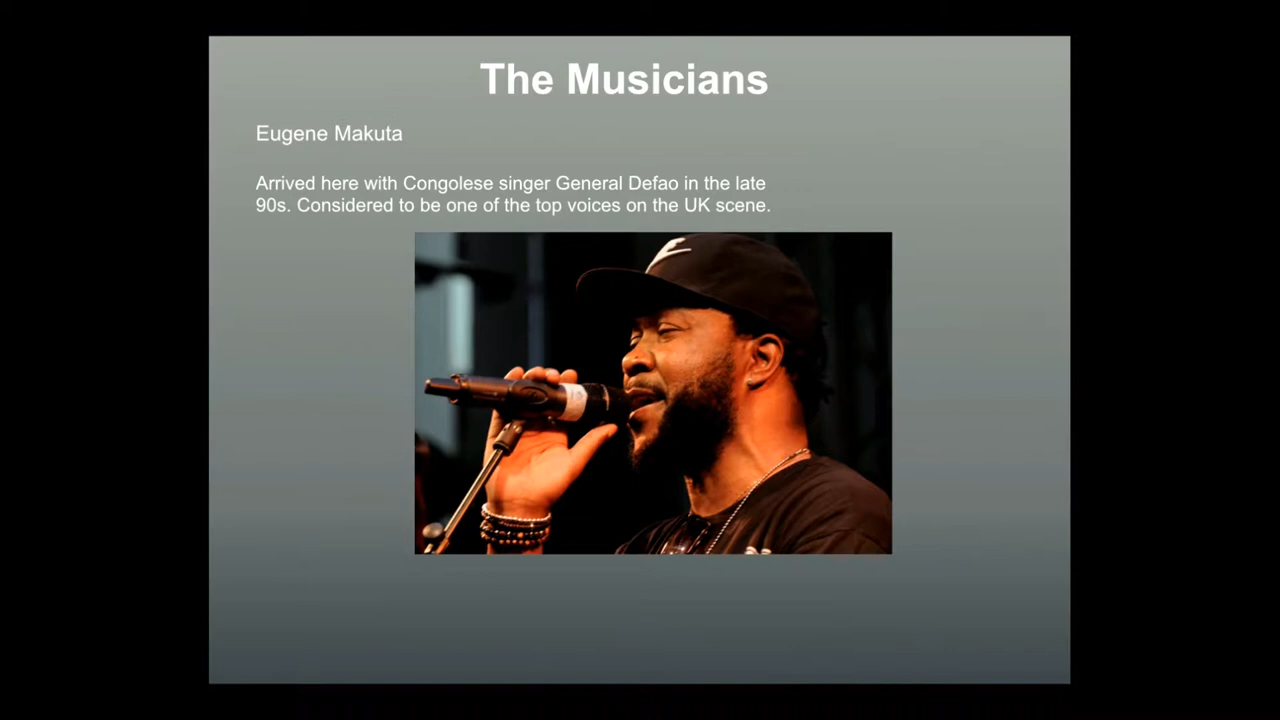 The Musicians
Eugene Makuta
Arrived here with Congolese singer General Defao in the late
90s. Considered to be one of the top voices on the UK scene.